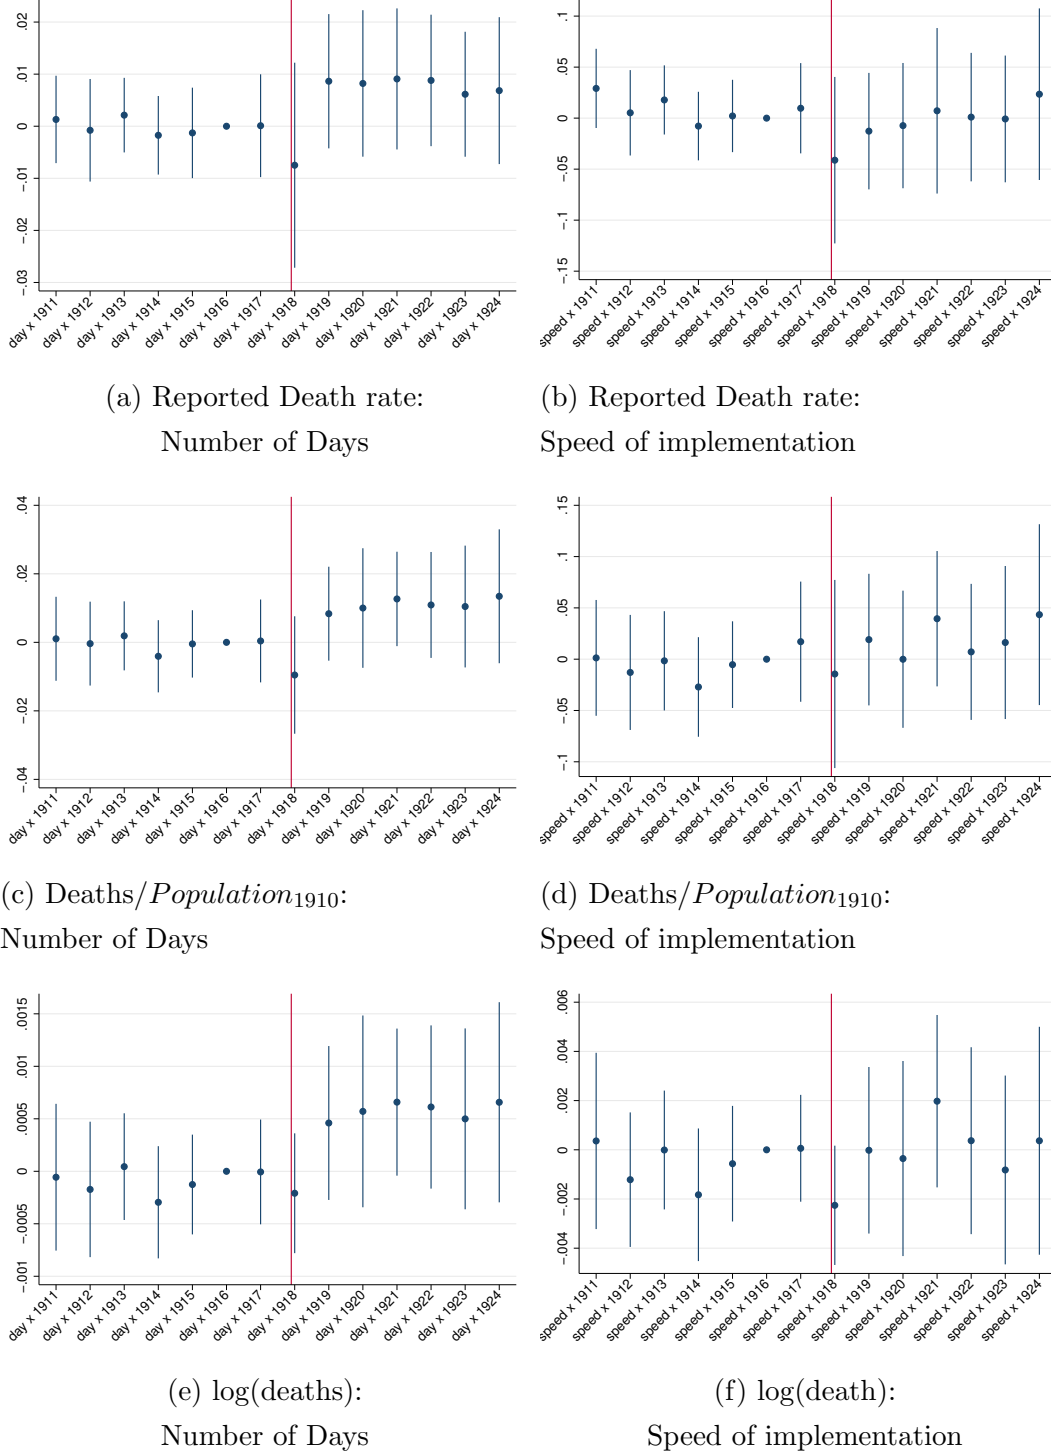 .02
.01
0
-.01
-.02
-.03
day x 1911
day x 1912
day x 1913
day x 1914
day x 1915
day x 1916
day x 1917
day x 1918
day x 1919
day x 1920
day x 1921
day x 1922
day x 1923
day x 1924
(a) Reported Death rate:
Number of Days
.1
.05
0
-.05
-.1
-.15
speed x 1911
speed x 1912
speed x 1913
speed x 1914
speed x 1915
speed x 1916
speed x 1917
speed x 1918
speed x 1919
speed x 1920
speed x 1921
speed x 1922
speed x 1923
speed x 1924
(b) Reported Death rate:
Speed of implementation
.04
.02
0
-.02
-.04
day x 1911
day x 1912
day x 1913
day x 1914
day x 1915
day x 1916
day x 1917
day x 1918
day x 1919
day x 1920
day x 1921
day x 1922
day x 1923
day x 1924
(c) Deaths/Population1910:
Number of Days
.15
.1
.05
0
-.05
-.1
speed x 1911
speed x 1912
speed x 1913
speed x 1914
speed x 1915
speed x 1916
speed x 1917
speed x 1918
speed x 1919
speed x 1920
speed x 1921
speed x 1922
speed x 1923
speed x 1924
(d) Deaths/Population1910:
Speed of implementation
.0015
.001
.0005
0
-.0005
-.001
day x 1911
day x 1912
day x 1913
day x 1914
day x 1915
day x 1916
day x 1917
day x 1918
day x 1919
day x 1920
day x 1921
day x 1922
day x 1923
day x 1924
(e) log(deaths):
Number of Days
.006
.004
.002
0
-.002
-.004
speed x 1911
speed x 1912
speed x 1913
speed x 1914
speed x 1915
speed x 1916
speed x 1917
speed x 1918
speed x 1919
speed x 1920
speed x 1921
speed x 1922
speed x 1923
speed x 1924
(f) log(death):
Speed of implementation